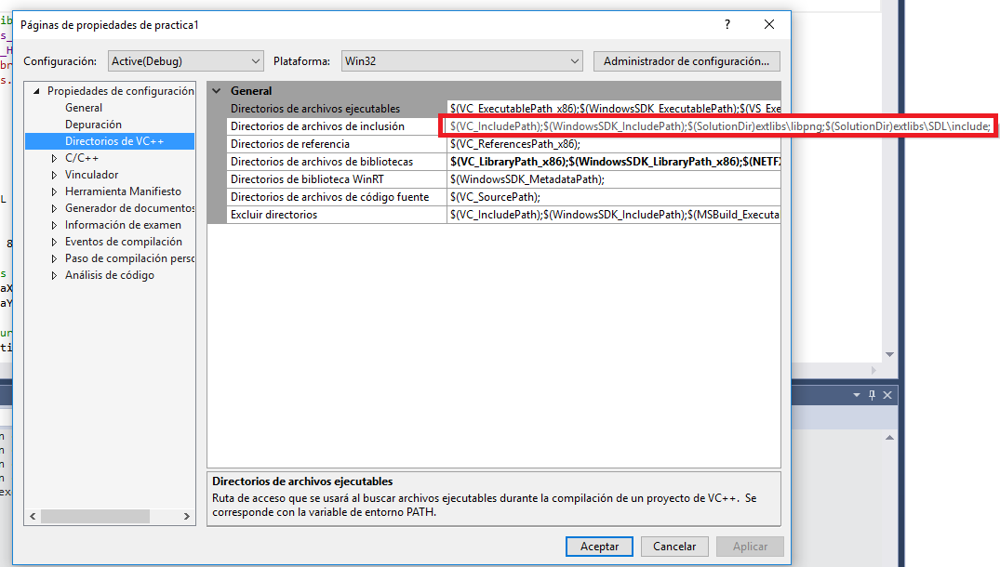 Páginas de propiedades de practica1
?
Configuración: Active(Debug) Plataforma: Win32 Administrador de configuración...
Propiedades de configuración
General
Depuración
Directorios de VC++
C/C++
Vinculador
Herramienta Manifiesto
Generador de documentos
Información de examen
Eventos de compilación
Paso de compilación perso
Análisis de código
General
Directorios de archivos ejecutables $(VC_ExecutablePath_x86);$(WindowsSDK_ExecutablePath);$(VS_Exe
Directorios de archivos de inclusión $(VC_IncludePath);$(WindowsSDK_IncludePath);$(SolutionDir)extlibs\libpng;$(SolutionDir)extlibs\SDL\include;
Directorios de referencia $(VC_ReferencesPath_x86);
Directorios de archivos de bibliotecas $(VC_LibraryPath_x86);$(WindowsSDK_LibraryPath_x86);$(NETF
Directorios de biblioteca WinRT $(WindowsSDK_MetadataPath);
Directorios de archivos de código fuente $(VC_SourcePath);
Excluir directorios $(VC_IncludePath);$(WindowsSDK_IncludePath);$(MSBuild_Executa
Directorios de archivos ejecutables
Ruta de acceso que se usará al buscar archivos ejecutables durante la compilación de un proyecto de VC++. Se
corresponde con la variable de entorno PATH.
Aceptar Cancelar Aplicar